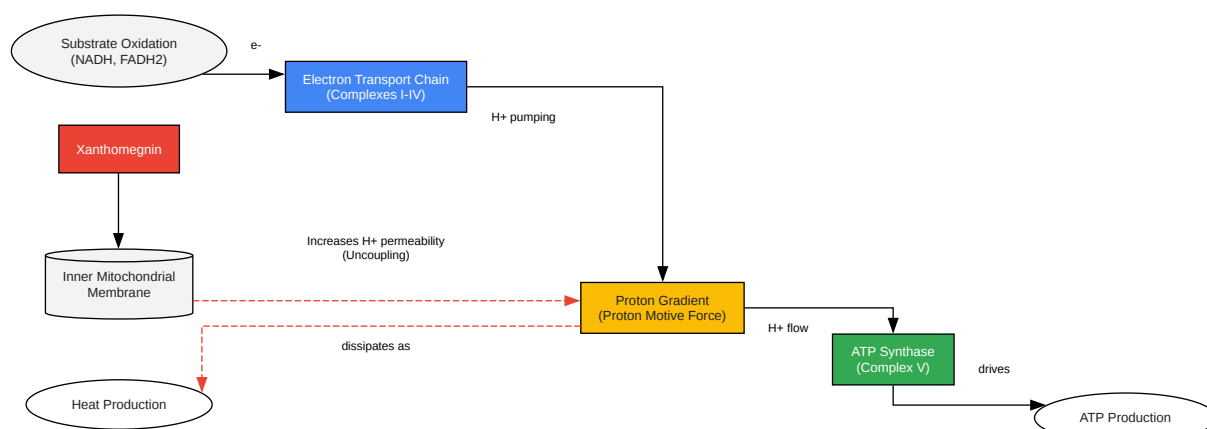 Substrate Oxidation
(NADH, FADH2)
e-
Electron Transport Chain
(Complexes I-IV)
H+ pumping
Xanthomegnin
Increases H+ permeability
(Uncoupling)
Inner Mitochondrial
Membrane
Proton Gradient
(Proton Motive Force)
H+ flow
dissipates as
ATP Synthase
(Complex V)
drives
Heat Production
ATP Production